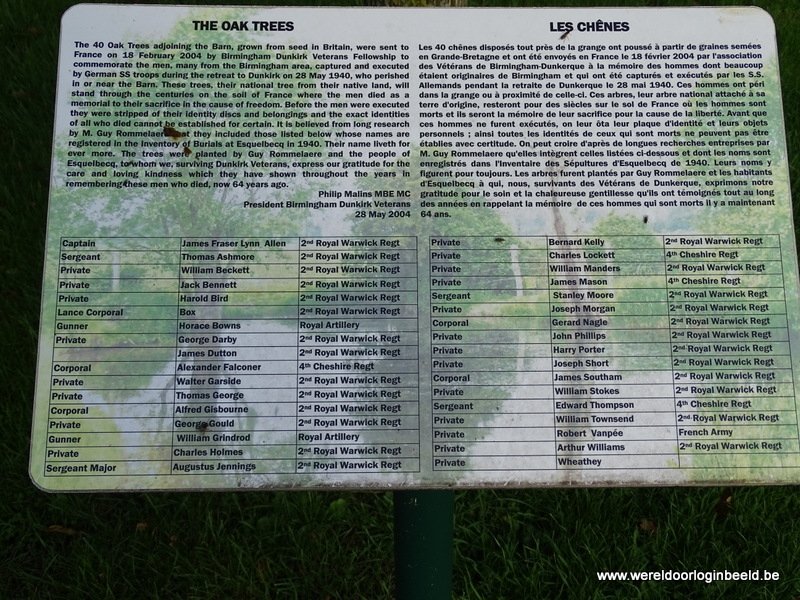 THE OAK TREES
The 40 Oak Trees adjoining the Barn, grown from seed in Britain, were sent to
France on 18 February 2004 by Birmingham Dunkirk Veterans Fellowship to
commemorate the men, many from the Birmingham area, captured and executed
by German SS troops during the retreat to Dunkirk on 28 May 1940, who perished
in or near the Barn. These trees, their national tree from their native land, will
stand through the centuries on the soil of France where the men died as a
memorial to their sacrifice in the cause of freedom. Before the men were executed
they were stripped of their identity discs and belongings and the exact identities
of all who died cannot be established for certain. It is believed from long research
by M. Guy Rommelaere that they included those listed below whose names are
registered in the Inventory of Burials at Esquelbecq in 1940. Their name liveth for
ever more. The trees were planted by Guy Rommelaere and the people of
Esquelbecq, to whom we, surviving Dunkirk Veterans, express our gratitude for the
care and loving kindness which they have shown throughout the years in
remembering these men who died, now 64 years ago.
Philip Malins MBE MC
President Birmingham Dunkirk Veterans
28 May 2004
LES CHÊNES
Les 40 chênes disposés tout près de la grange ont poussé à partir de graines semées
en Grande-Bretagne et ont été envoyés en France le 18 février 2004 par l'association
des Vétérans de Birmingham-Dunkerque à la mémoire des hommes dont beaucoup
étaient originaires de Birmingham et qui ont été capturés et exécutés par les S.S.
Allemands pendant la retraite de Dunkerque le 28 mai 1940. Ces hommes ont péri
dans la grange ou à proximité de celle-ci. Ces arbres, leur arbre national attaché à sa
terre d'origine, resteront pour des siècles sur le sol de France où les hommes sont
morts et ils seront la mémoire de leur sacrifice pour la cause de la liberté. Avant que
ces hommes ne furent exécutés, on leur ôta leur plaque d'identité et leurs objets
personnels ; ainsi toutes les identités de ceux qui sont morts ne peuvent pas être
établies avec certitude. On peut croire d'après de longues recherches entreprises par
M. Guy Rommelaere qu'elles intègrent celles listées ci-dessous et dont les noms sont
enregistrés dans l'Inventaire des Sépultures d'Esquelbecq de 1940. Leurs noms y
figurent pour toujours. Les arbres furent plantés par Guy Rommelaere et les habitants
d'Esquelbecq à qui, nous, survivants des Vétérans de Dunkerque, exprimons notre
gratitude pour le soin et la chaleureuse gentillesse qu'ils ont témoignés tout au long
des années en rappelant la mémoire de ces hommes qui sont morts il y a maintenant
64 ans.
Captain James Fraser Lynn Allen 2nd Royal Warwick Regt
Sergeant Thomas Ashmore 2nd Royal Warwick Regt
Private William Beckett 2nd Royal Warwick Regt
Private Jack Bennett 2nd Royal Warwick Regt
Private Harold Bird 2nd Royal Warwick Regt
Lance Corporal Box 2nd Royal Warwick Regt
Gunner Horace Bowns Royal Artillery
Private George Darby 2nd Royal Warwick Regt
James Dutton 2nd Royal Warwick Regt
Corporal Alexander Falconer 4th Cheshire Regt
Private Walter Garside 2nd Royal Warwick Regt
Private Thomas George 2nd Royal Warwick Regt
Corporal Alfred Gisbourne 2nd Royal Warwick Regt
Private George Gould 2nd Royal Warwick Regt
Gunner William Grindrod Royal Artillery
Private Charles Holmes 2nd Royal Warwick Regt
Sergeant Major Augustus Jennings 2nd Royal Warwick Regt
Private Bernard Kelly 2nd Royal Warwick Regt
Private Charles Lockett 4th Cheshire Regt
Private William Manders 2nd Royal Warwick Regt
Private James Mason 4th Cheshire Regt
Sergeant Stanley Moore 2nd Royal Warwick Regt
Private Joseph Morgan 2nd Royal Warwick Regt
Corporal Gerard Nagle 2nd Royal Warwick Regt
Private John Phillips 2nd Royal Warwick Regt
Private Harry Porter 2nd Royal Warwick Regt
Private Joseph Short 2nd Royal Warwick Regt
Corporal James Southam 2nd Royal Warwick Regt
Private William Stokes 2nd Royal Warwick Regt
Sergeant Edward Thompson 4th Cheshire Regt
Private William Townsend 2nd Royal Warwick Regt
Private Robert Vanpée French Army
Private Arthur Williams 2nd Royal Warwick Regt
Private Wheathey
www.wereldoorloginbeeld.be